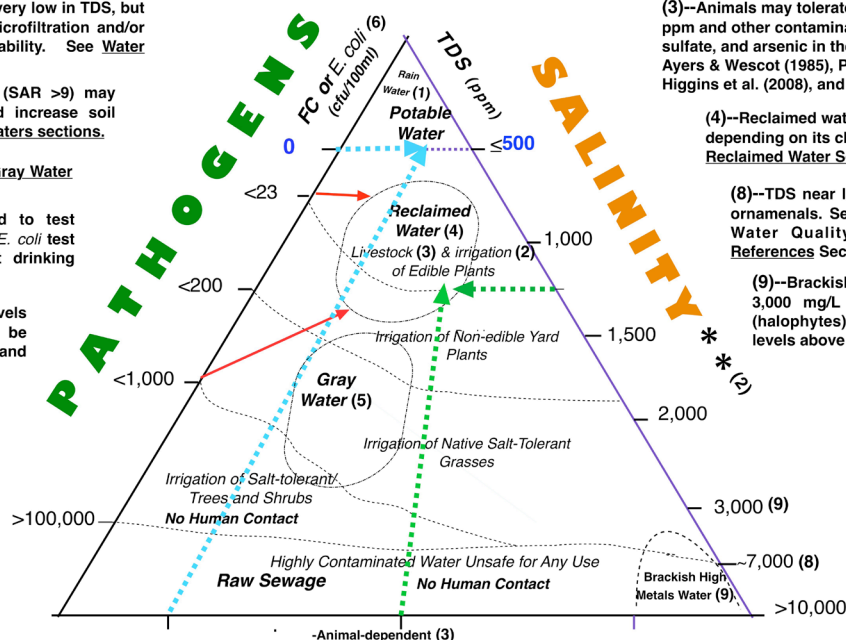 very low in TDS, but
icrofiltration and/or
ability. See Water
(SAR >9) may
d increase soil
aters sections.
Gray Water
d to test
E. coli test
t drinking
vels
be
and
PATHOGENS
FC or E. coli (6)
(cfu/100ml)
TDS (ppm)
SALINITY
**(2)
(3)--Animals may tolerate
ppm and other contamina
sulfate, and arsenic in the
Ayers & Wescot (1985), P
Higgins et al. (2008), and
(4)--Reclaimed wat
depending on its ch
Reclaimed Water S
(8)--TDS near l
ornamenals. Se
Water Quality
References Sec
(9)--Brackish
3,000 mg/L
(halophytes)
levels above
Rain
Water (1)
Potable
Water
0
≤500
<23
Reclaimed
Water (4)
1,000
Livestock (3) & irrigation (2)
of Edible Plants
<200
Irrigation of Non-edible Yard
Plants
1,500
<1,000
Gray
Water (5)
2,000
Irrigation of Native Salt-Tolerant
Grasses
Irrigation of Salt-tolerant/
Trees and Shrubs
No Human Contact
3,000 (9)
>100,000
Highly Contaminated Water Unsafe for Any Use
~7,000 (8)
Raw Sewage
No Human Contact
Brackish High
Metals Water (9)
>10,000
-Animal-dependent (3)